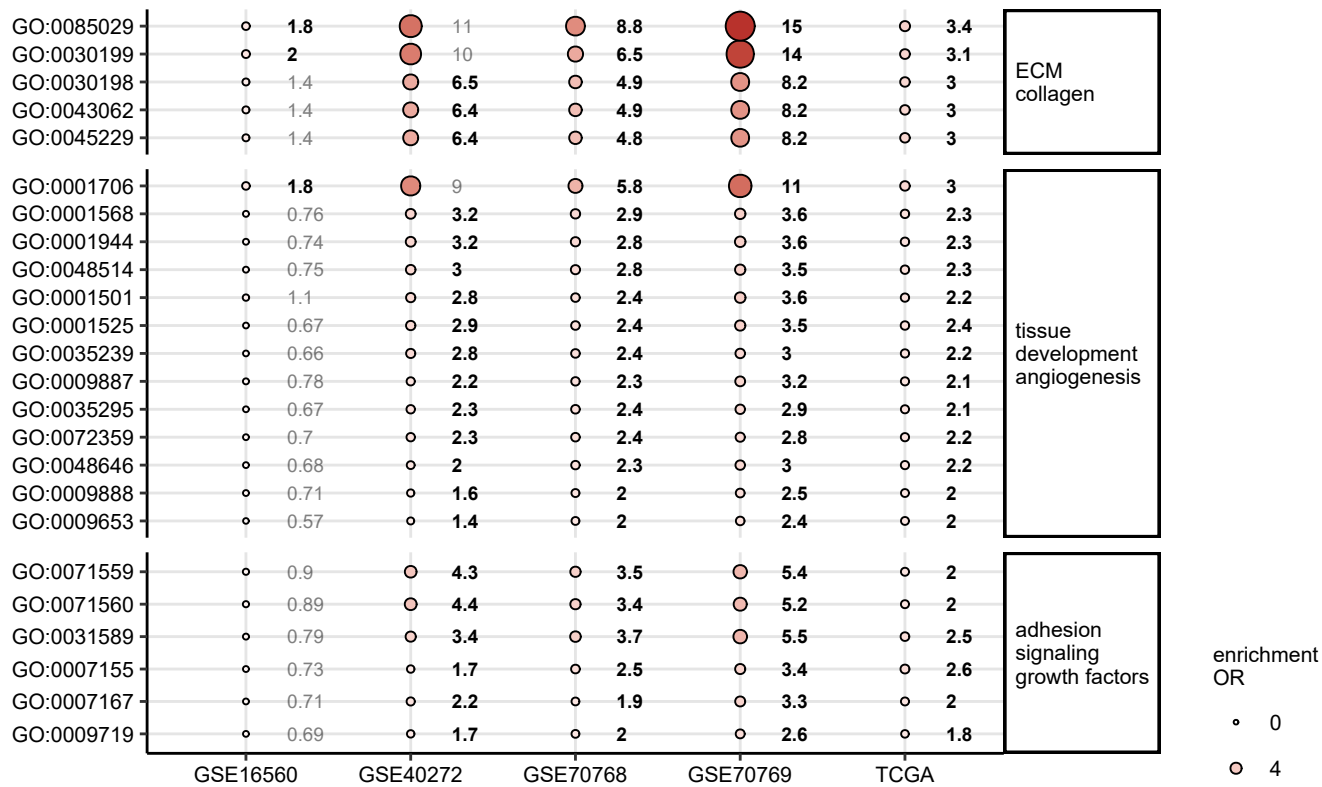 GO:0085029 1.8 11 8.8 15 3.4
GO:0030199 2 10 6.5 14 3.1
GO:0030198 1.4 6.5 4.9 8.2 3
GO:0043062 1.4 6.4 4.9 8.2 3
GO:0045229 1.4 6.4 4.8 8.2 3
ECM
collagen
GO:0001706 1.8 9 5.8 11 3
GO:0001568 0.76 3.2 2.9 3.6 2.3
GO:0001944 0.74 3.2 2.8 3.6 2.3
GO:0048514 0.75 3 2.8 3.5 2.3
GO:0001501 1.1 2.8 2.4 3.6 2.2
GO:0001525 0.67 2.9 2.4 3.5 2.4
GO:0035239 0.66 2.8 2.4 3 2.2
GO:0009887 0.78 2.2 2.3 3.2 2.1
GO:0035295 0.67 2.3 2.4 2.9 2.1
GO:0072359 0.7 2.3 2.4 2.8 2.2
GO:0048646 0.68 2 2.3 3 2.2
GO:0009888 0.71 1.6 2 2.5 2
GO:0009653 0.57 1.4 2 2.4 2
tissue
development
angiogenesis
GO:0071559 0.9 4.3 3.5 5.4 2
GO:0071560 0.89 4.4 3.4 5.2 2
GO:0031589 0.79 3.4 3.7 5.5 2.5
GO:0007155 0.73 1.7 2.5 3.4 2.6
GO:0007167 0.71 2.2 1.9 3.3 2
GO:0009719 0.69 1.7 2 2.6 1.8
adhesion
signaling
growth factors
GSE16560 GSE40272 GSE70768 GSE70769 TCGA
enrichment
OR
0
4